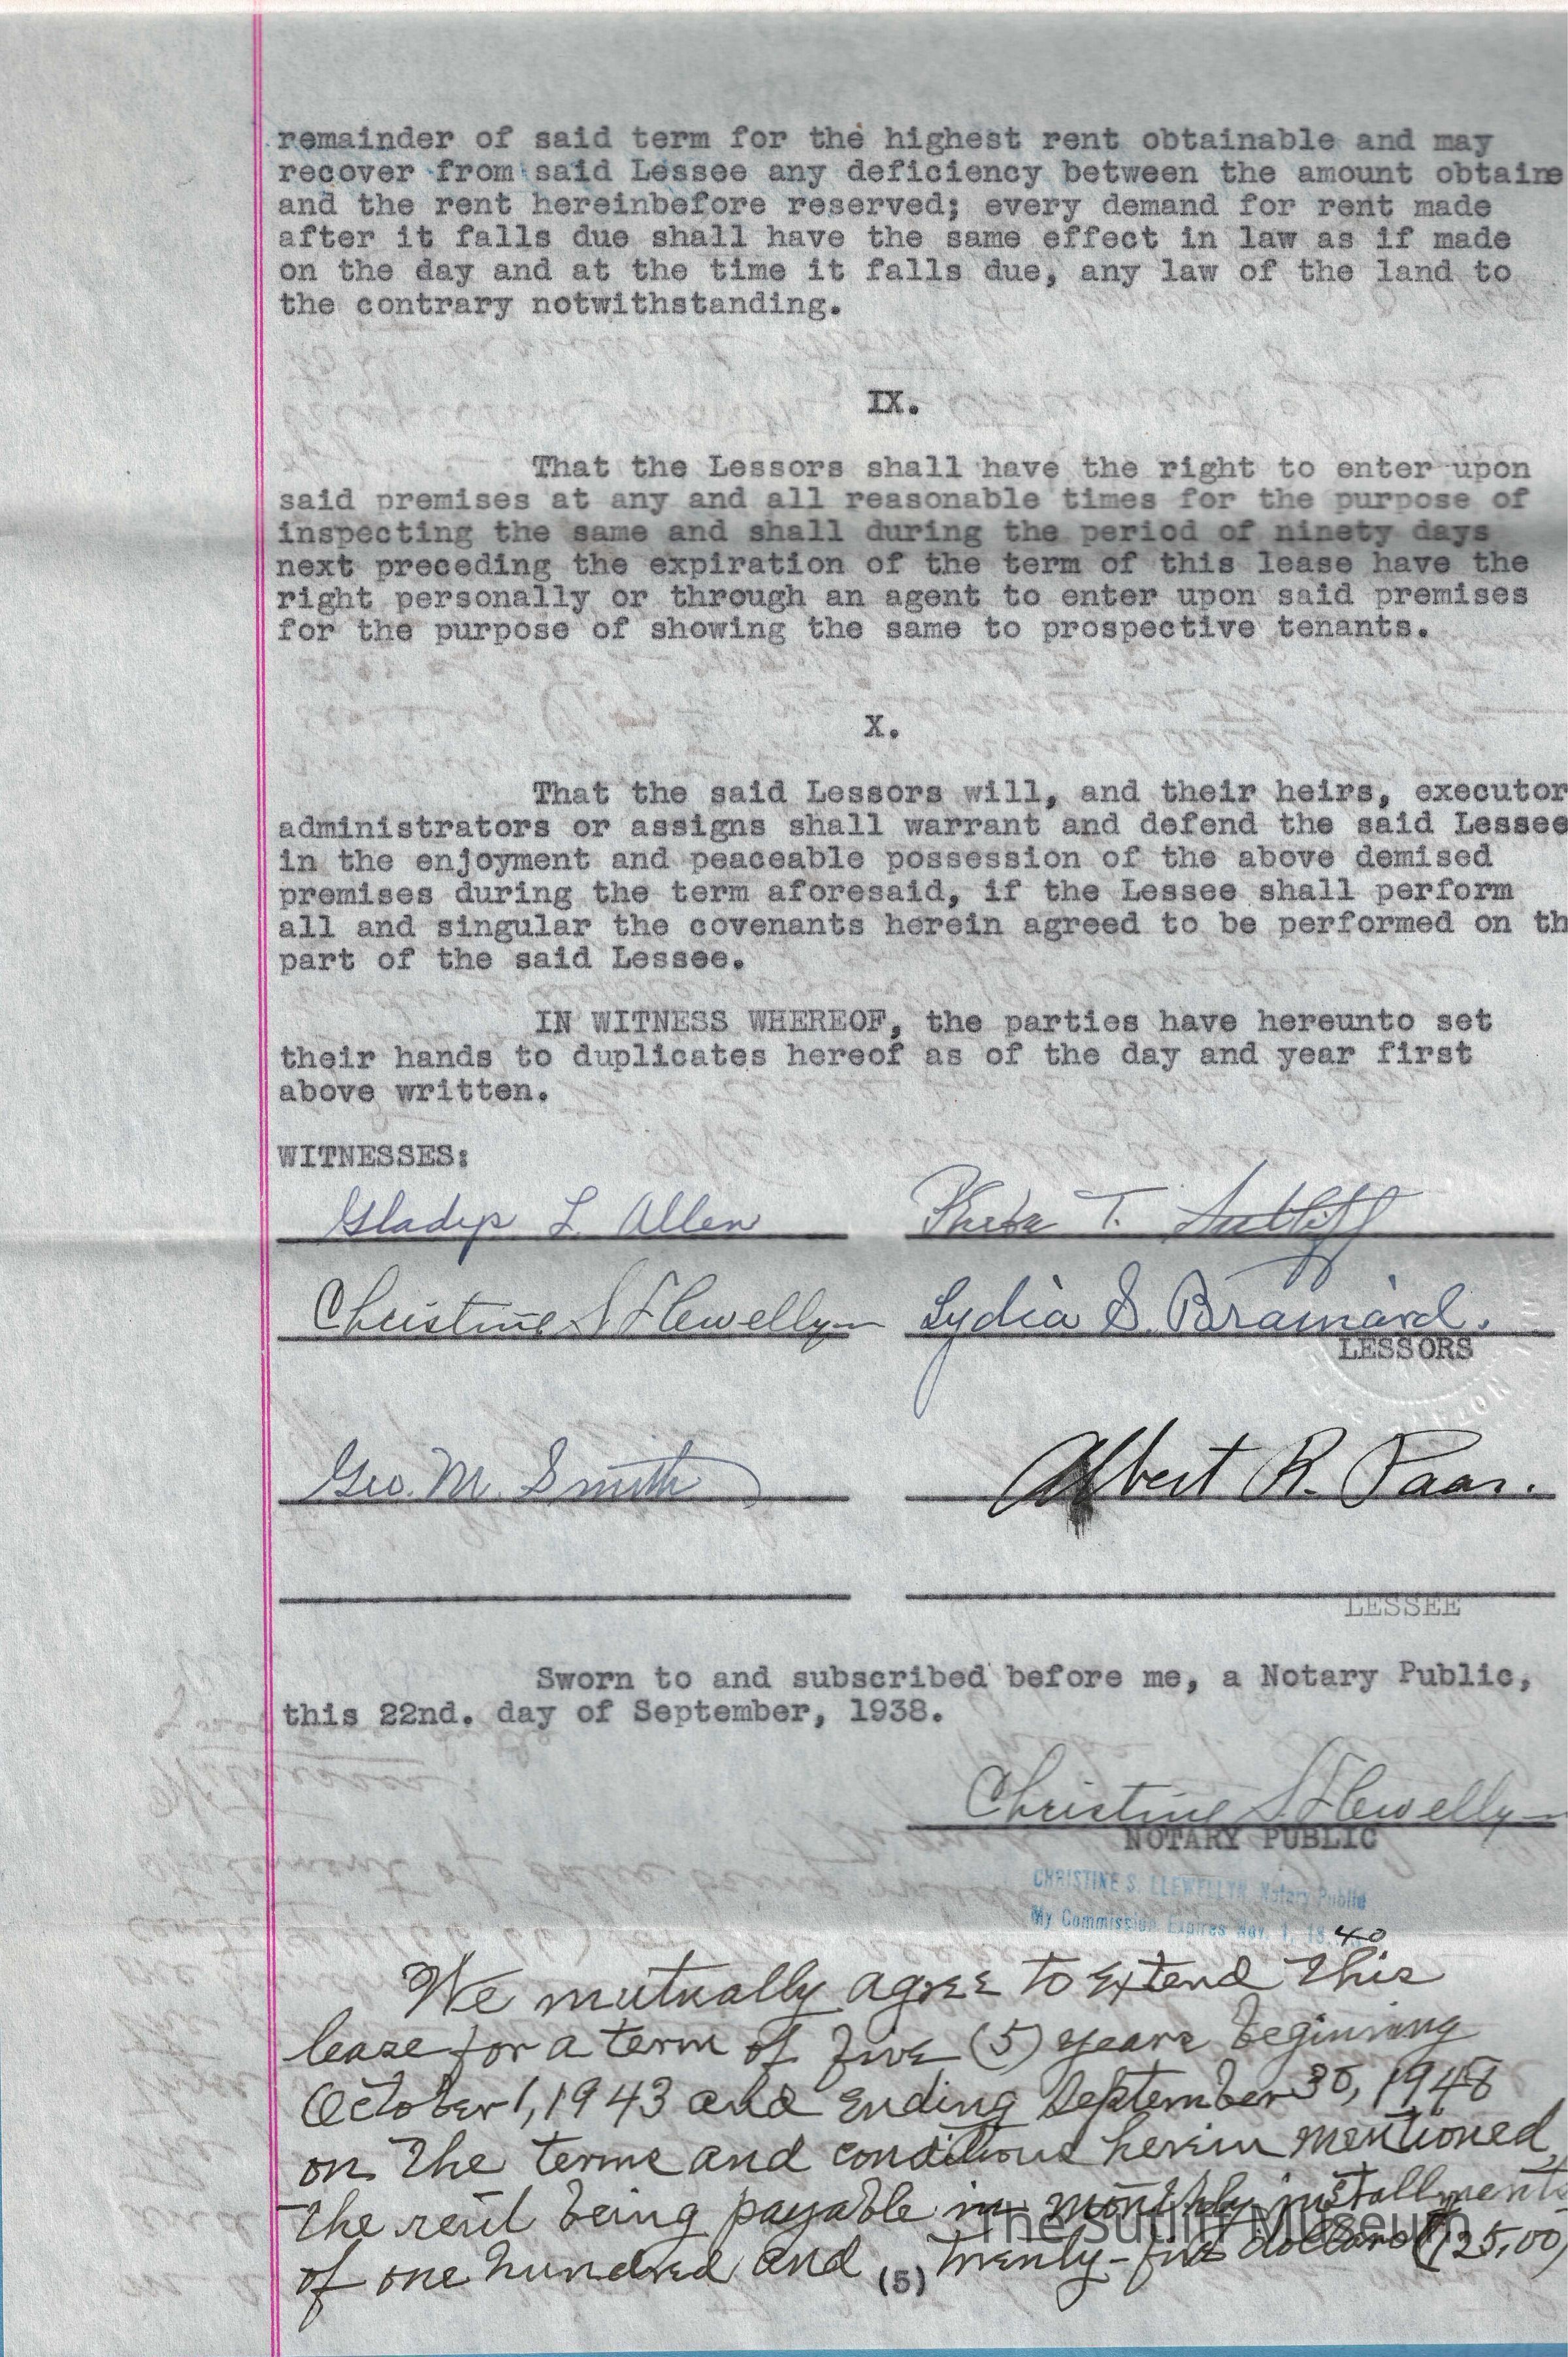 remainder of said term for the highest rent obtainable and may
recover from said Lessee any deficiency between the amount obtaine
and the rent hereinbefore reserved; every demand for rent made
after it falls due shall have the same effect in law as if made
on the day and at the time it falls due, any law of the land to
the contrary notwithstanding.
IX.
That the Lessors shall have the right to enter upon
said premises at any and all reasonable times for the purpose of
inspecting the same and shall during the period of ninety days
next preceding the expiration of the term of this lease have the
right personally or through an agent to enter upon said premises
for the purpose of showing the same to prospective tenants.
X.
That the said Lessors will, and their heirs, executor
administrators or assigns shall warrant and defend the said Lessee
in the enjoyment and peaceable possession of the above demised
premises during the term aforesaid, if the Lessee shall perform
all and singular the covenants herein agreed to be performed on th
part of the said Lessee.
IN WITNESS WHEREOF, the parties have hereunto set
their hands to duplicates hereof as of the day and year first
above written.
WITNESSES:
Gladys L. Allen Pheba T. Sutliff
Christine S Llewellyn Lydia S. Brainard.
LESSORS
Geo. M. Smith Albert R. Paar.
LESSEE
Sworn to and subscribed before me, a Notary Public,
this 22nd. day of September, 1938.
Christine S Llewellyn
NOTARY PUBLIC
CHRISTINE S. LLEWELLYN, Notary Public
My Commission Expires Nov. 1, 19 40
We mutually agree to extend this
lease for a term of five (5) years beginning
October 1, 1943 and ending September 30, 1948
on the terms and conditions herein mentioned,
the rent being payable in monthly installments
of one hundred and twenty-five dollars ($125.00)
(5)
The Sutliff Museum